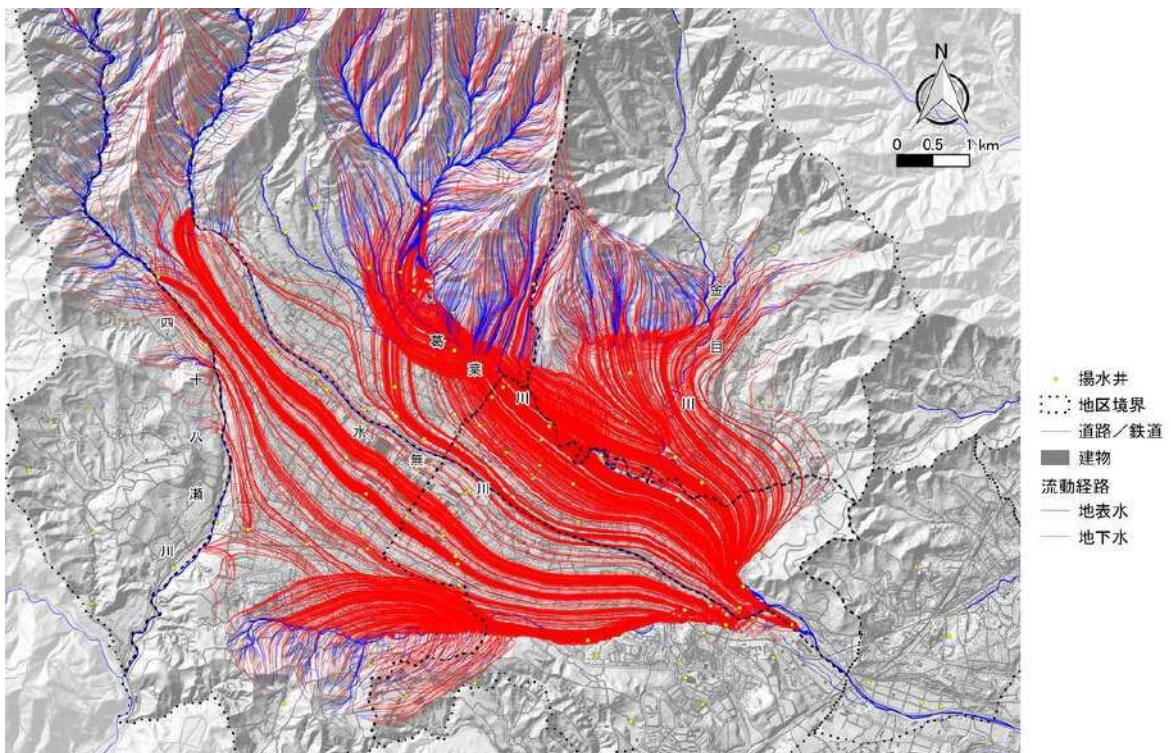 N
0 0.5 1 km
四十八瀬川
水無川
葛葉川
金目川
揚水井
地区境界
道路／鉄道
建物
流動経路
地表水
地下水